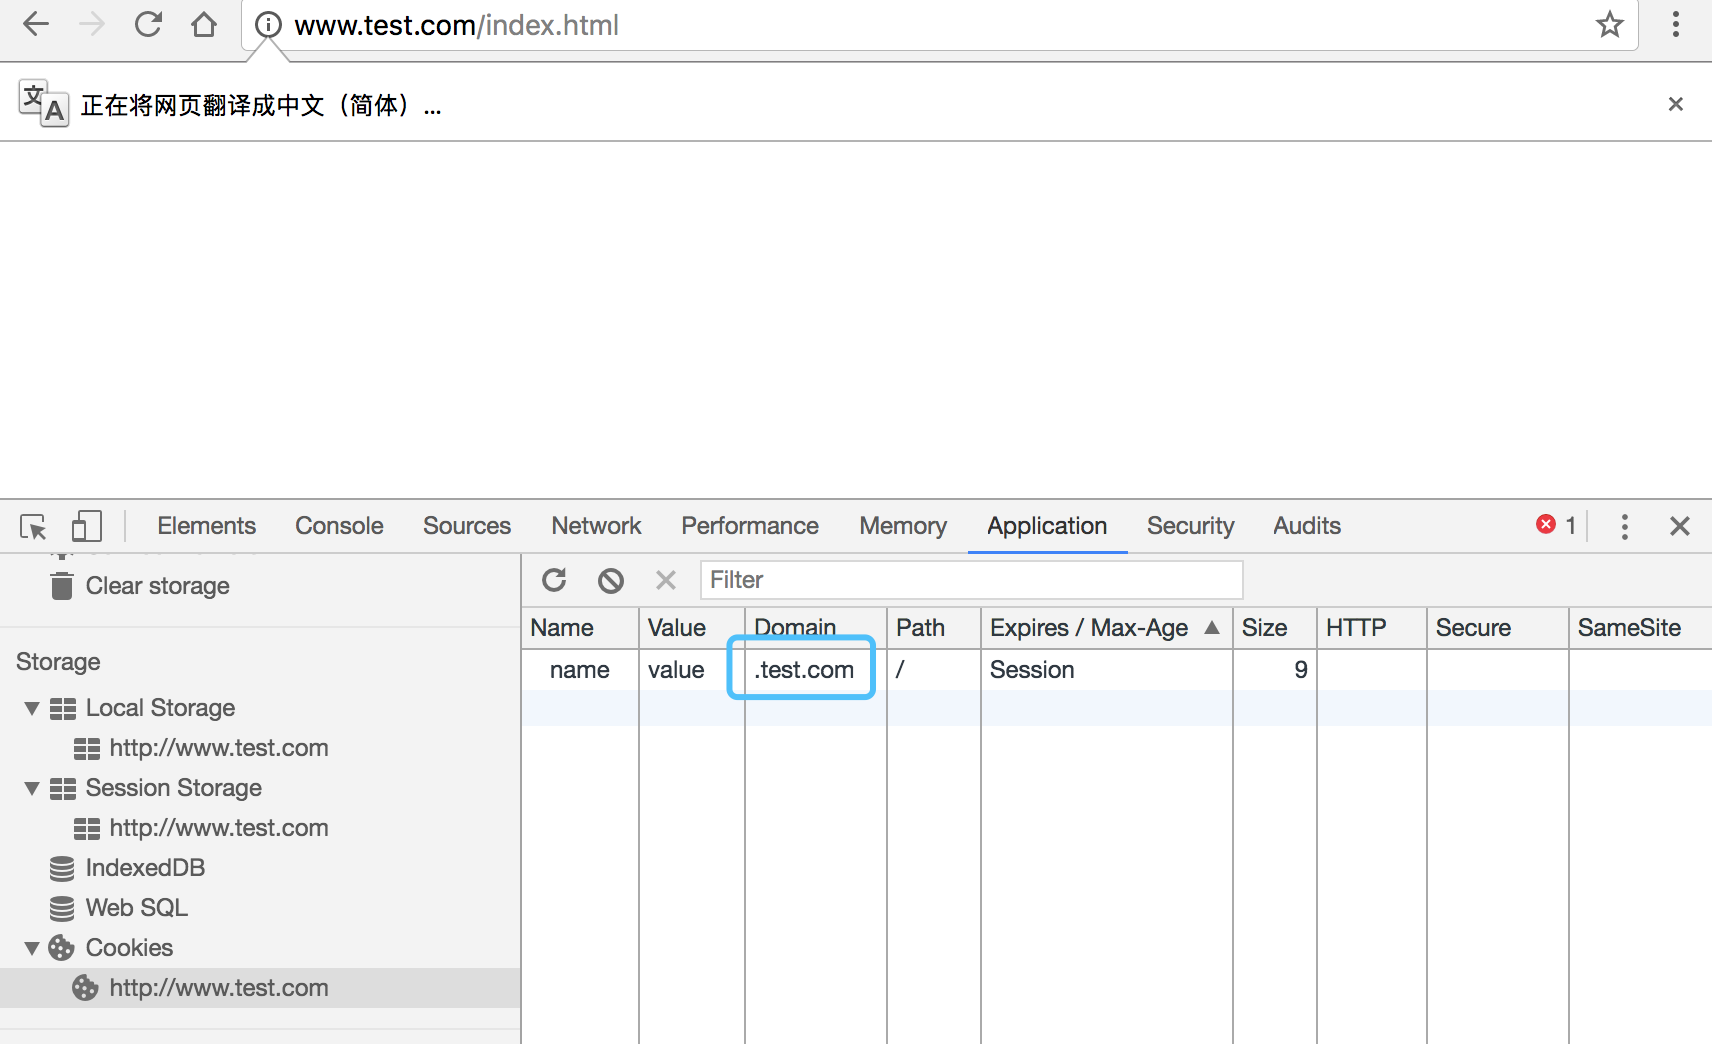 www.test.com/index.html
文A 正在将网页翻译成中文（简体）...
Elements Console Sources Network Performance Memory Application Security Audits 1
Clear storage
Filter
Name Value Domain Path Expires / Max-Age Size HTTP Secure SameSite
name value .test.com / Session 9
Storage
Local Storage
http://www.test.com
Session Storage
http://www.test.com
IndexedDB
Web SQL
Cookies
http://www.test.com